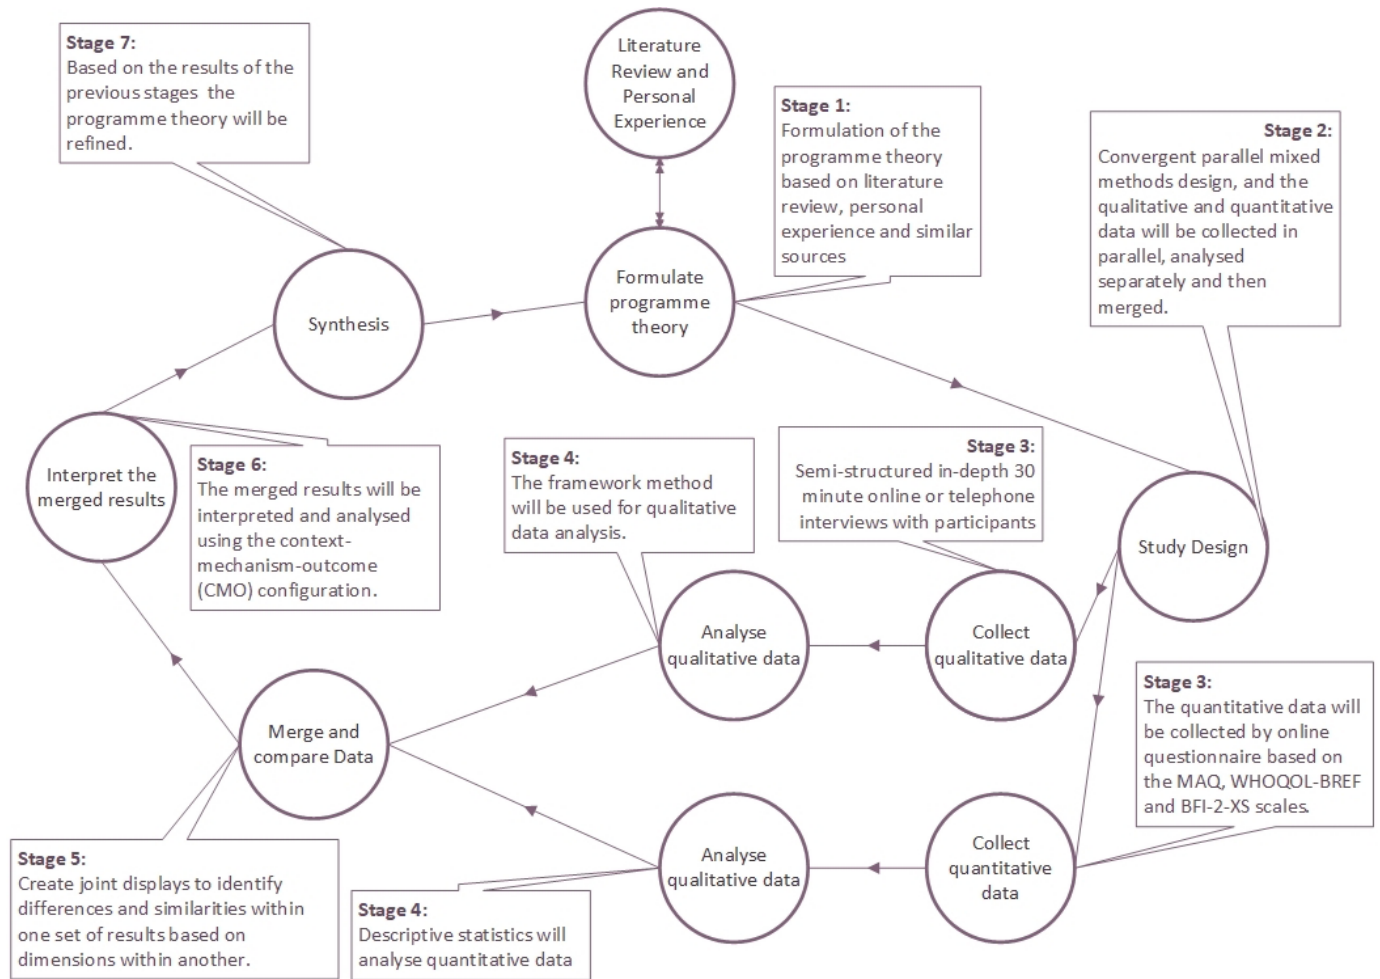 Stage 7:
Based on the results of the
previous stages the
programme theory will be
refined.
Literature
Review and
Personal
Experience
Stage 1:
Formulation of the
programme theory
based on literature
review, personal
experience and similar
sources
Stage 2:
Convergent parallel mixed
methods design, and the
qualitative and quantitative
data will be collected in
parallel, analysed
separately and then
merged.
Synthesis
Formulate
programme
theory
Interpret the
merged results
Stage 6:
The merged results will be
interpreted and analysed
using the context-
mechanism-outcome
(CMO) configuration.
Stage 4:
The framework method
will be used for qualitative
data analysis.
Stage 3:
Semi-structured in-depth 30
minute online or telephone
interviews with participants
Study Design
Analyse
qualitative data
Collect
qualitative data
Merge and
compare Data
Stage 3:
The quantitative data will
be collected by online
questionnaire based on
the MAQ, WHOQOL-BREF
and BFI-2-XS scales.
Stage 5:
Create joint displays to identify
differences and similarities within
one set of results based on
dimensions within another.
Stage 4:
Descriptive statistics will
analyse quantitative data
Analyse
qualitative data
Collect
quantitative
data